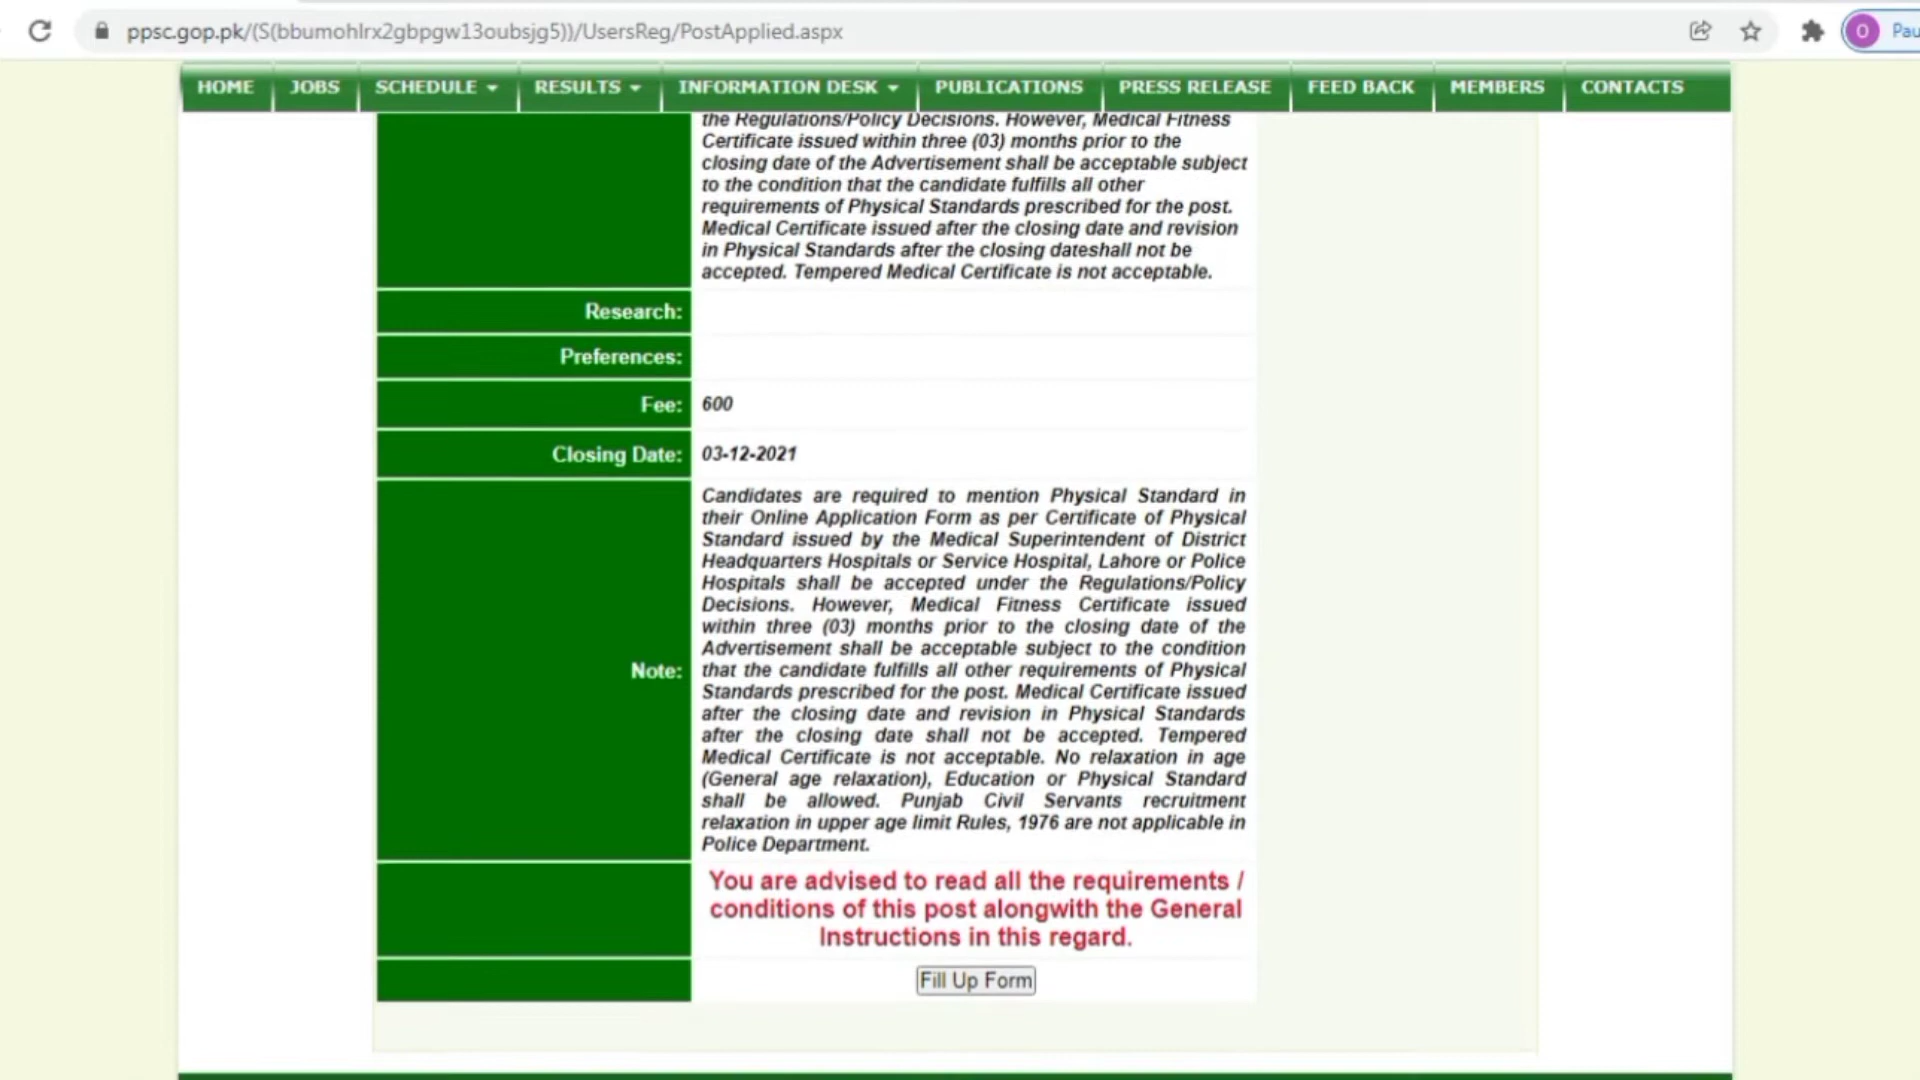 ppsc.gop.pk/(S(bbumohlrx2gbpgw13oubsjg5))/UsersReg/PostApplied.aspx
O
HOME JOBS SCHEDULE RESULTS INFORMATION DESK PUBLICATIONS PRESS RELEASE FEED BACK MEMBERS CONTACTS
the Regulations/Policy Decisions. However, Medical Fitness
Certificate issued within three (03) months prior to the
closing date of the Advertisement shall be acceptable subject
to the condition that the candidate fulfills all other
requirements of Physical Standards prescribed for the post.
Medical Certificate issued after the closing date and revision
in Physical Standards after the closing dateshall not be
accepted. Tempered Medical Certificate is not acceptable.
Research:
Preferences:
Fee: 600
Closing Date: 03-12-2021
Candidates are required to mention Physical Standard in
their Online Application Form as per Certificate of Physical
Standard issued by the Medical Superintendent of District
Headquarters Hospitals or Service Hospital, Lahore or Police
Hospitals shall be accepted under the Regulations/Policy
Decisions. However, Medical Fitness Certificate issued
within three (03) months prior to the closing date of the
Advertisement shall be acceptable subject to the condition
Note: that the candidate fulfills all other requirements of Physical
Standards prescribed for the post. Medical Certificate issued
after the closing date and revision in Physical Standards
after the closing date shall not be accepted. Tempered
Medical Certificate is not acceptable. No relaxation in age
(General age relaxation), Education or Physical Standard
shall be allowed. Punjab Civil Servants recruitment
relaxation in upper age limit Rules, 1976 are not applicable in
Police Department.
You are advised to read all the requirements /
conditions of this post alongwith the General
Instructions in this regard.
Fill Up Form